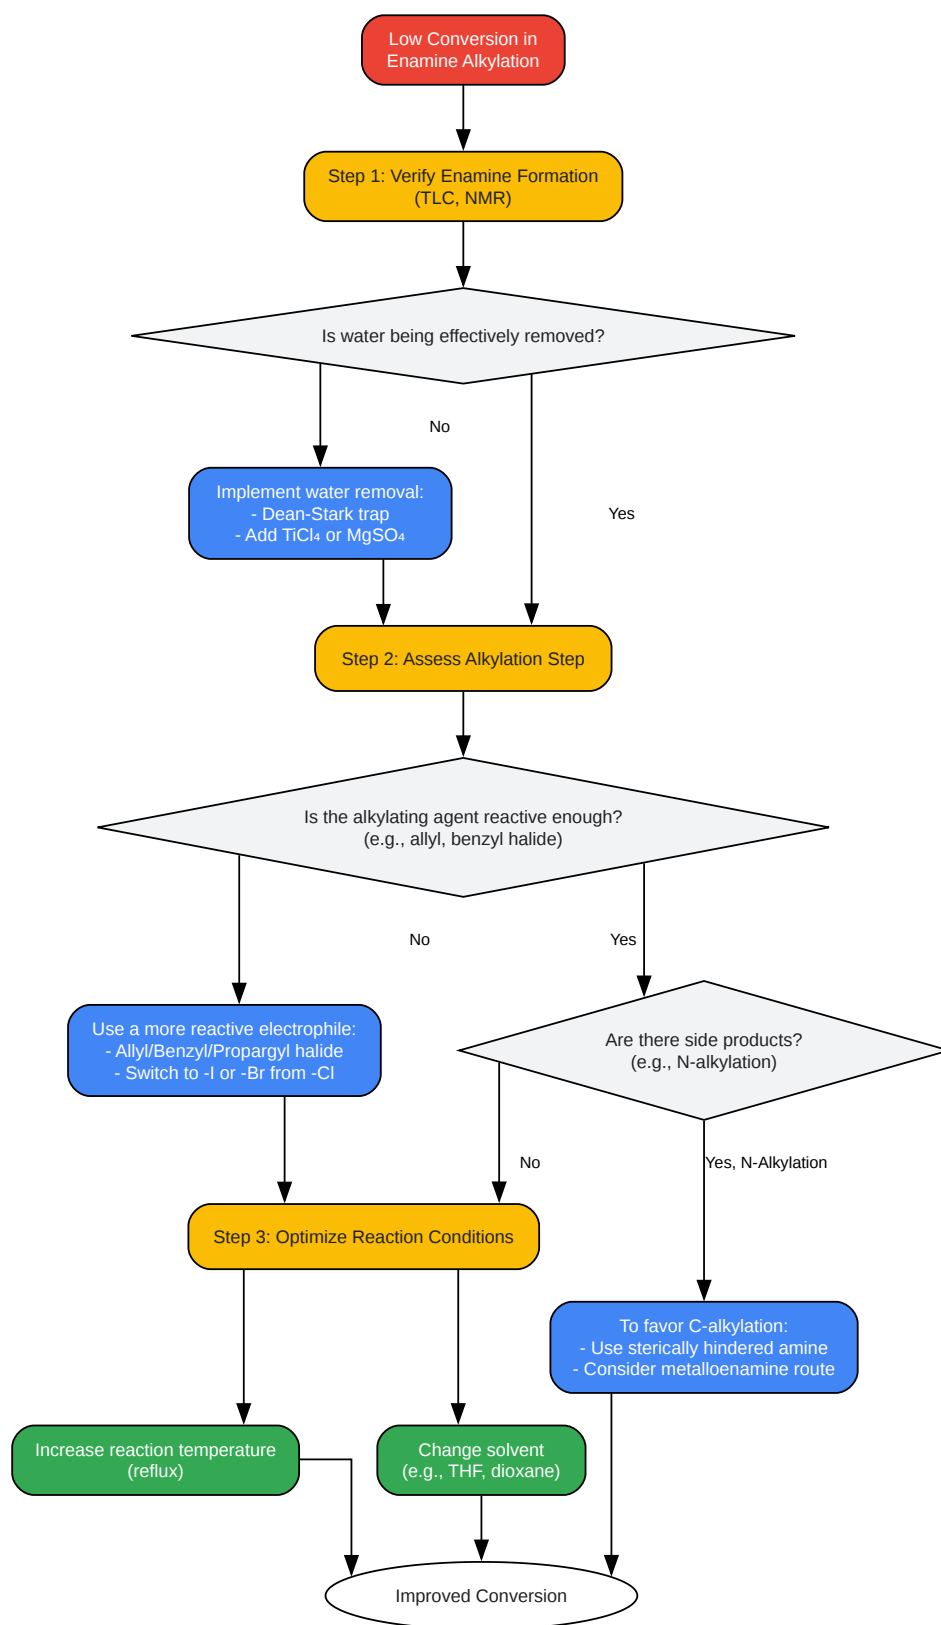 Low Conversion in
Enamine Alkylation
Step 1: Verify Enamine Formation
(TLC, NMR)
Is water being effectively removed?
No
Implement water removal:
- Dean-Stark trap
- Add TiCl₄ or MgSO₄
Yes
Step 2: Assess Alkylation Step
Is the alkylating agent reactive enough?
(e.g., allyl, benzyl halide)
No
Yes
Use a more reactive electrophile:
- Allyl/Benzyl/Propargyl halide
- Switch to -I or -Br from -Cl
Are there side products?
(e.g., N-alkylation)
No
Yes, N-Alkylation
Step 3: Optimize Reaction Conditions
To favor C-alkylation:
- Use sterically hindered amine
- Consider metalloenamine route
Increase reaction temperature
(reflux)
Change solvent
(e.g., THF, dioxane)
Improved Conversion